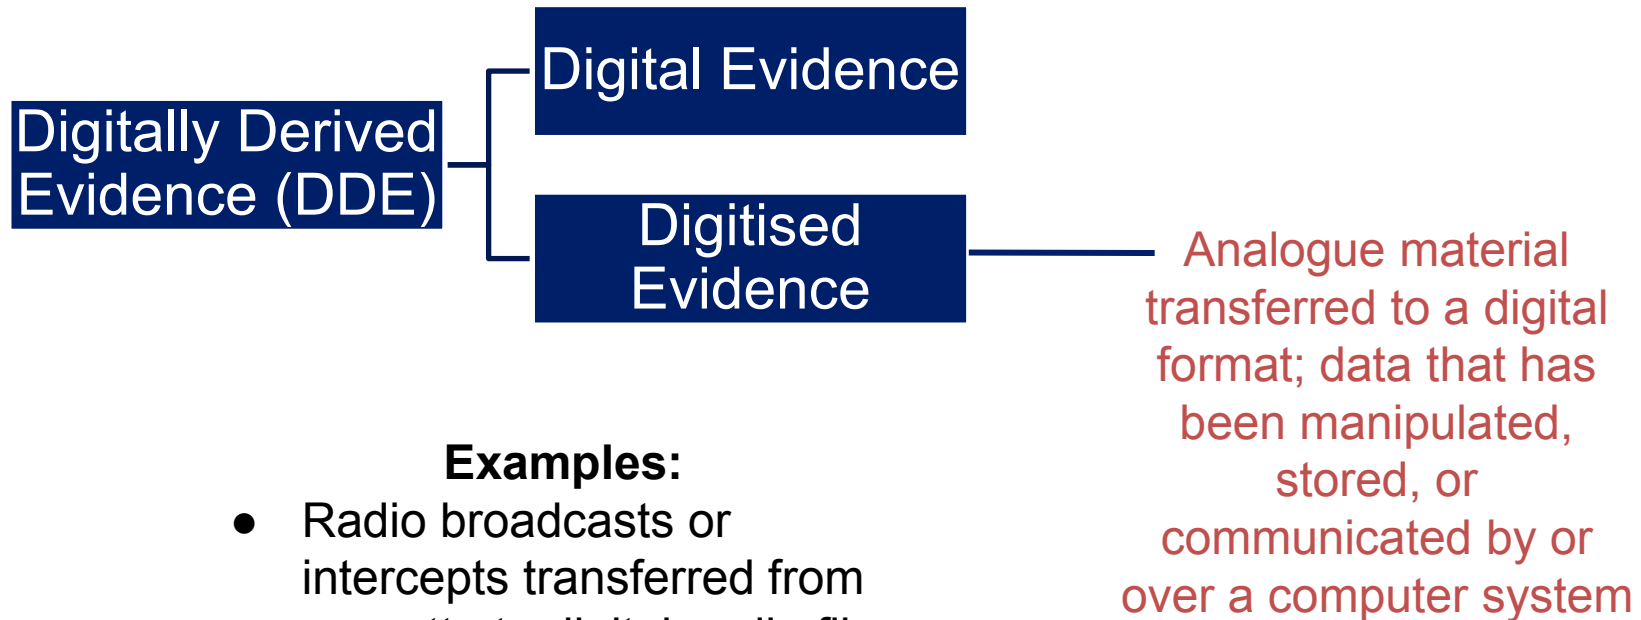 Digital Evidence
Digitally Derived
Evidence (DDE)
Digitised
Evidence
Analogue material
transferred to a digital
format; data that has
been manipulated,
stored, or
communicated by or
over a computer system
Examples:
● Radio broadcasts or
intercepts transferred from